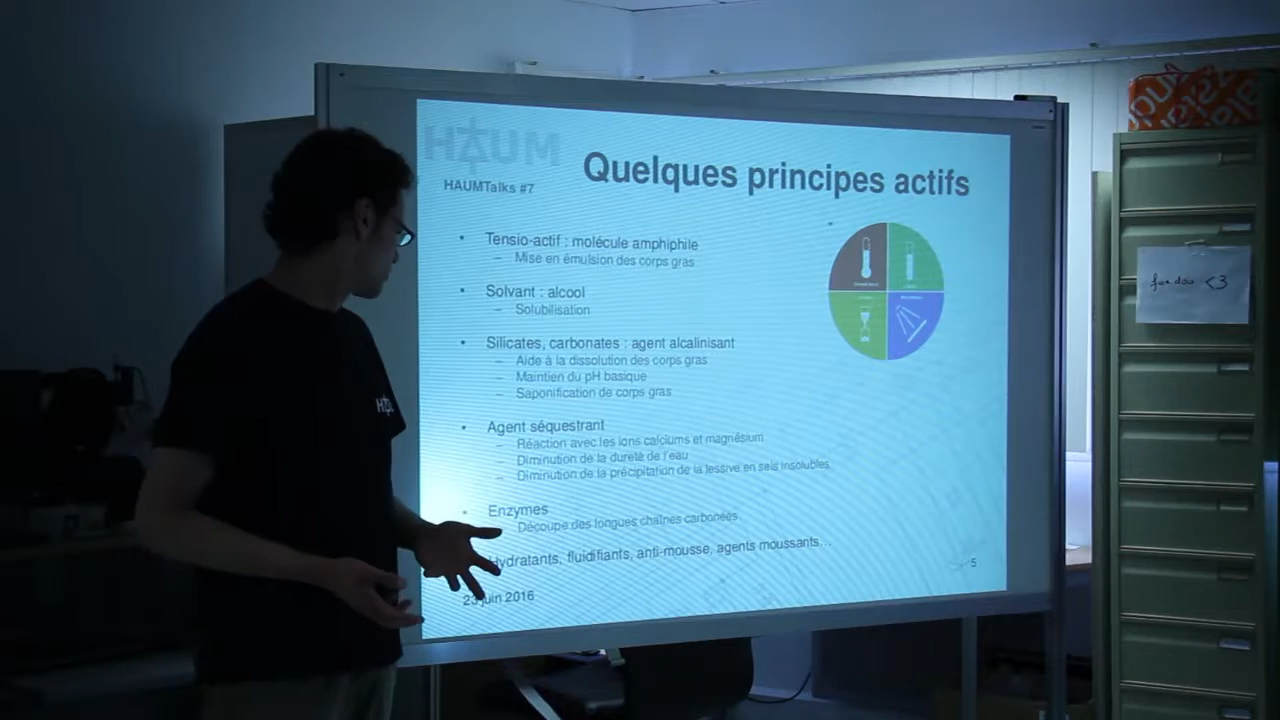 HAUM
HAUMTalks #7
Quelques principes actifs
• Tensio-actif : molécule amphiphile
– Mise en émulsion des corps gras
• Solvant : alcool
– Solubilisation
• Silicates, carbonates : agent alcalinisant
– Aide à la dissolution des corps gras
– Maintien du pH basique
– Saponification de corps gras
• Agent séquestrant
– Réaction avec les ions calciums et magnésium
– Diminution de la dureté de l'eau
– Diminution de la précipitation de la lessive en sels insolubles
• Enzymes
Découpe des longues chaînes carbonées
Hydratants, fluidifiants, anti-mousse, agents moussants...
23 juin 2016
5
<3